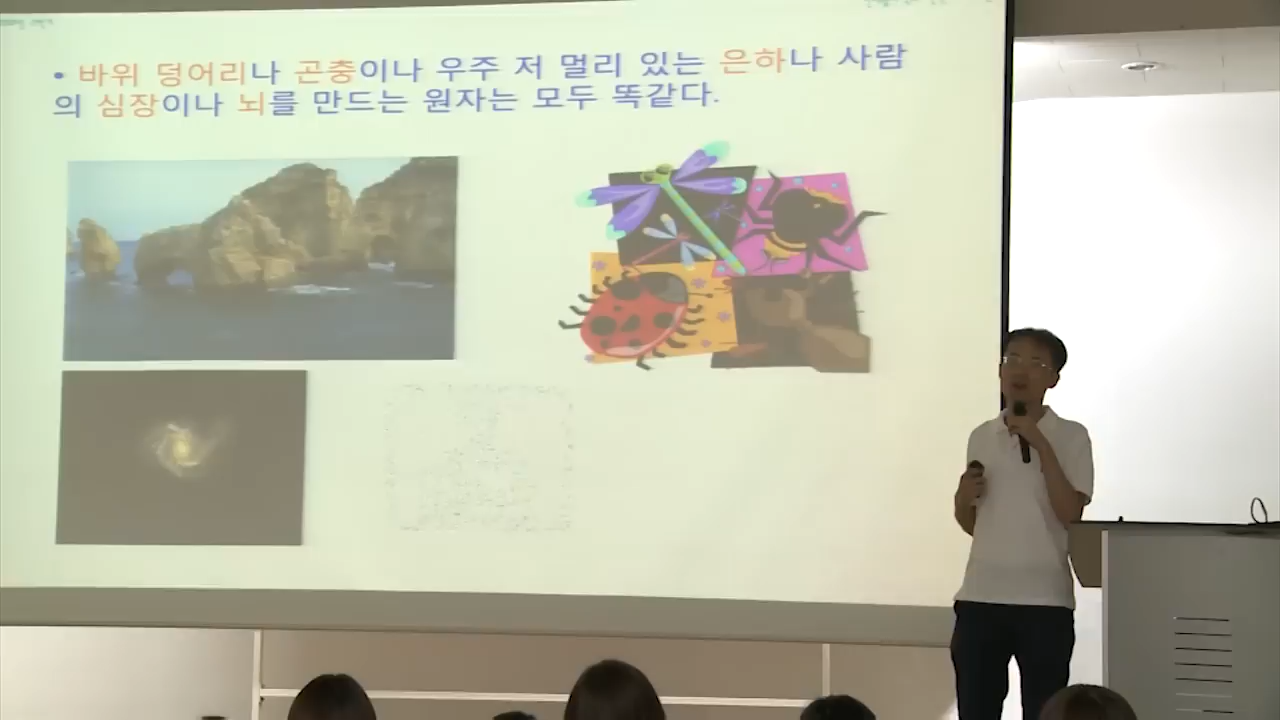 • 바위 덩어리나 곤충이나 우주 저 멀리 있는 은하나 사람
의 심장이나 뇌를 만드는 원자는 모두 똑같다.